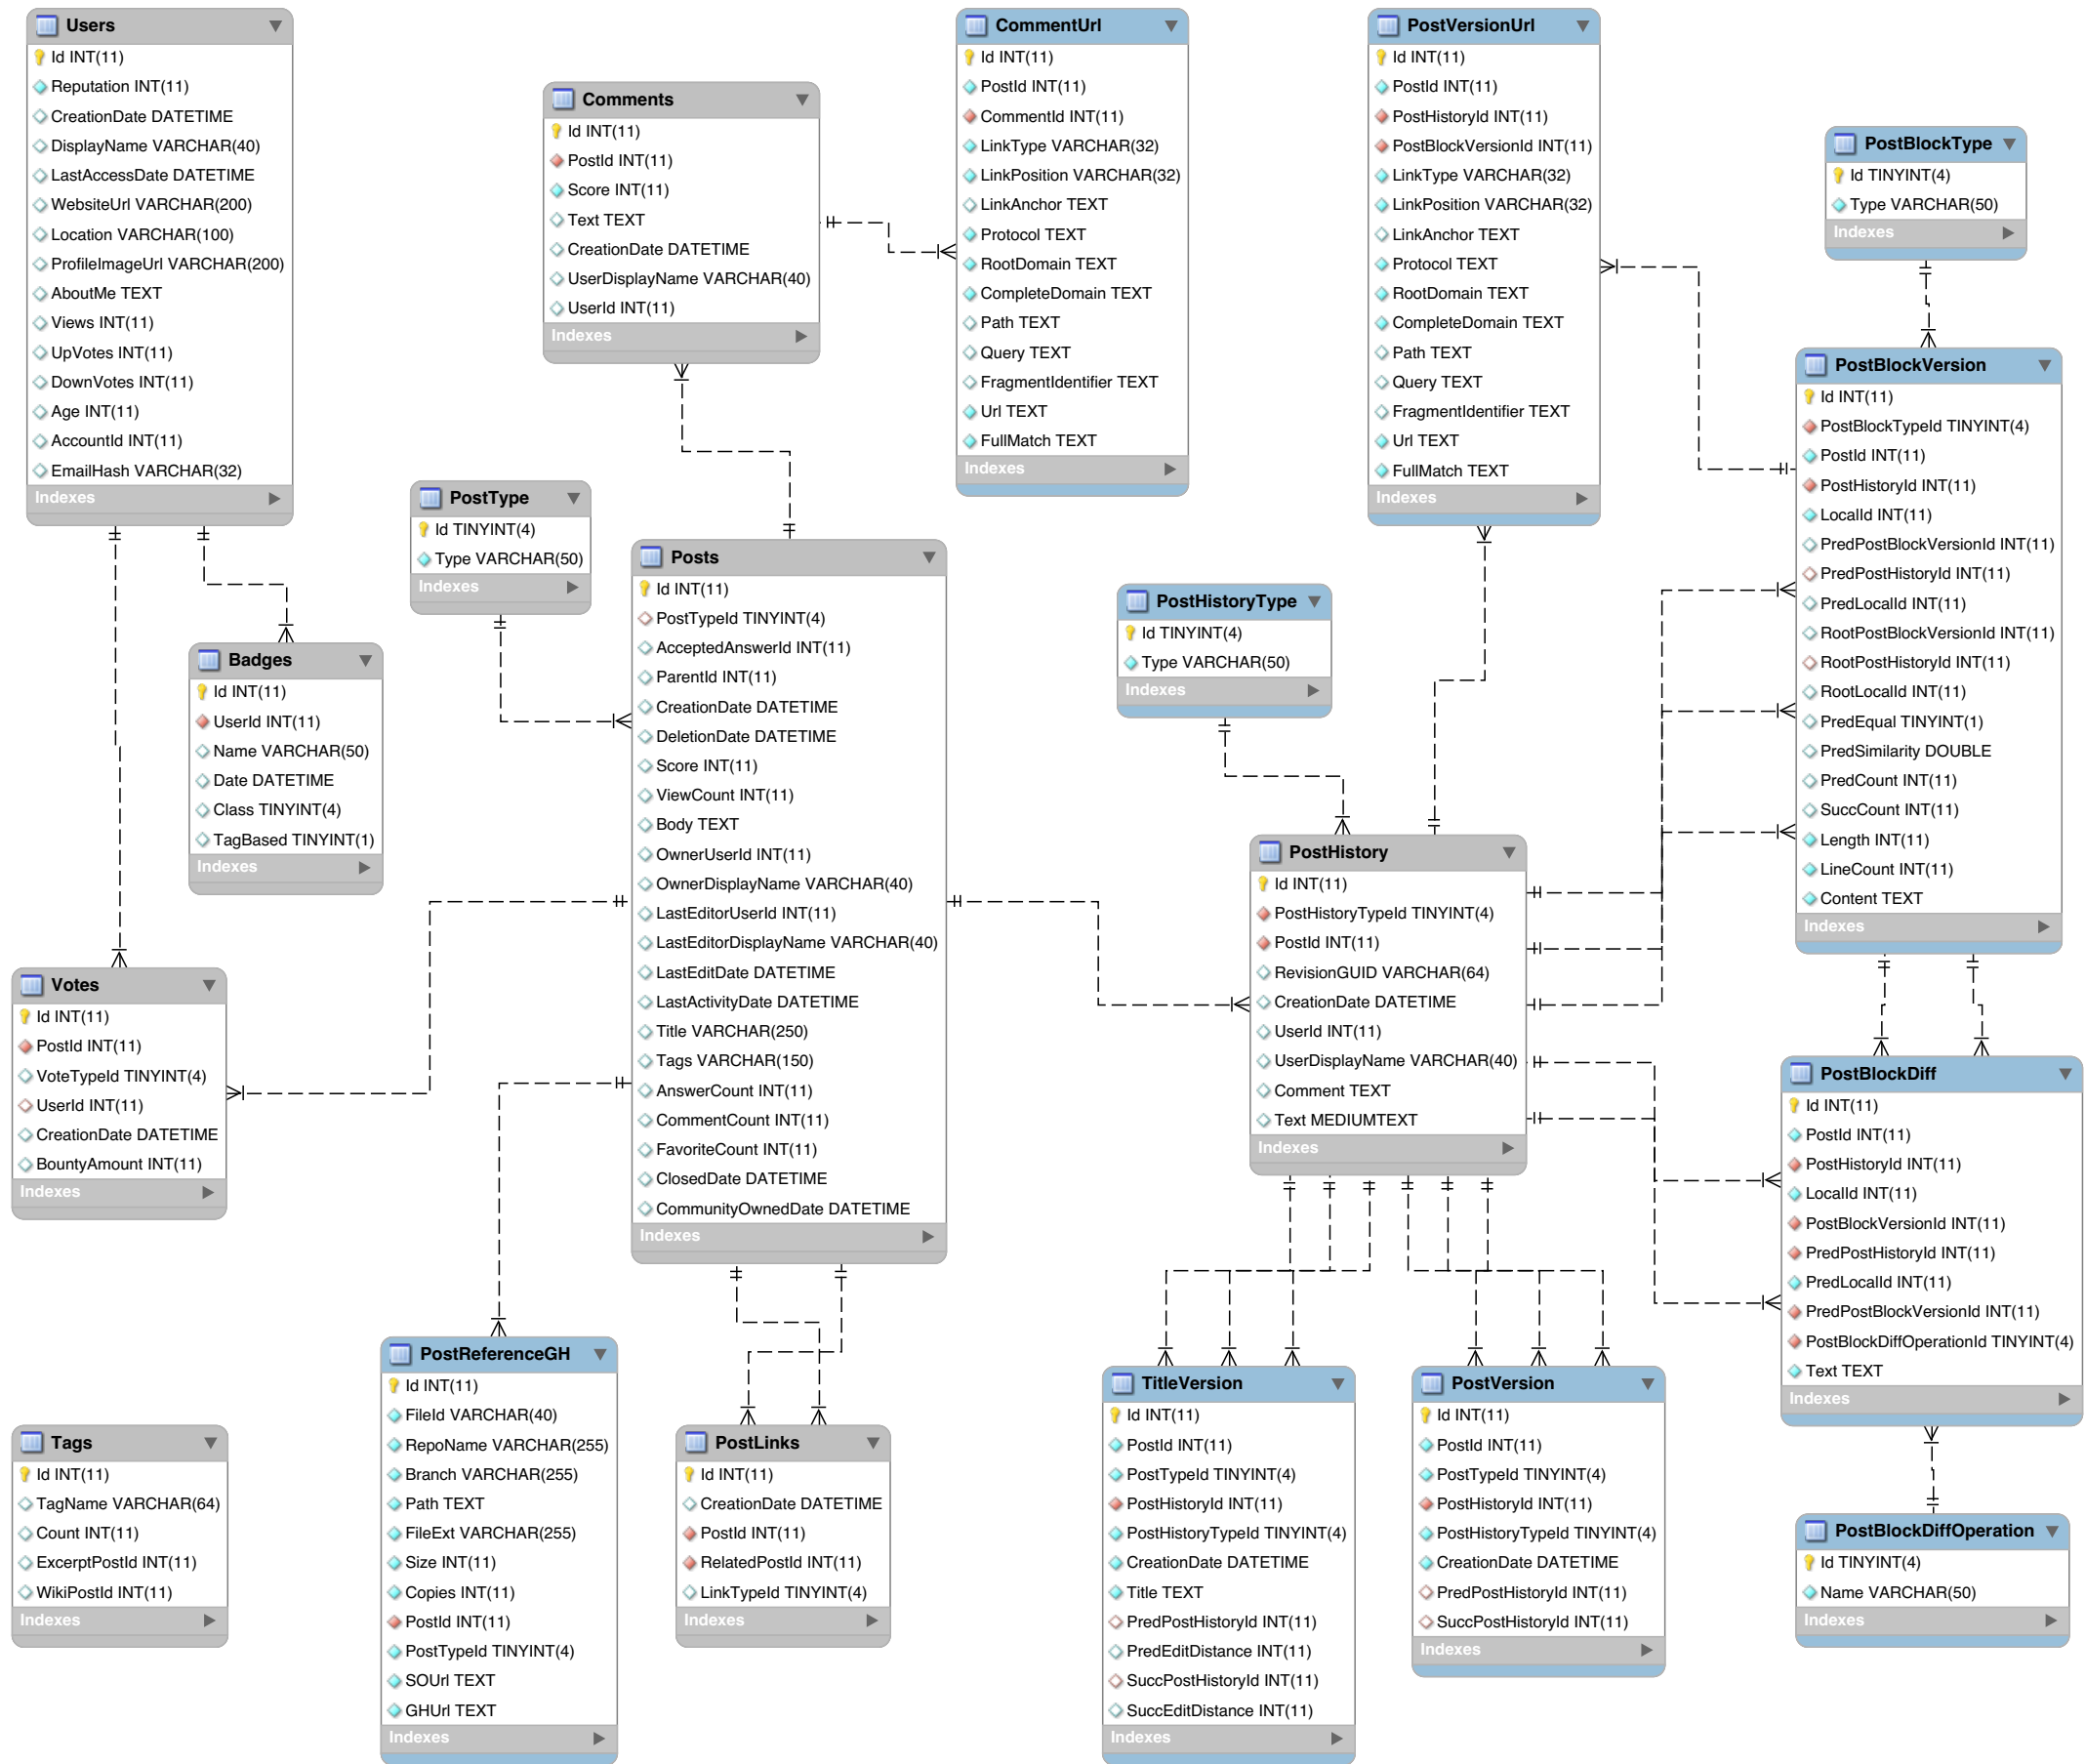 Users
Id INT(11)
Reputation INT(11)
CreationDate DATETIME
DisplayName VARCHAR(40)
LastAccessDate DATETIME
WebsiteUrl VARCHAR(200)
Location VARCHAR(100)
ProfileImageUrl VARCHAR(200)
AboutMe TEXT
Views INT(11)
UpVotes INT(11)
DownVotes INT(11)
Age INT(11)
AccountId INT(11)
EmailHash VARCHAR(32)
Indexes
Comments
Id INT(11)
PostId INT(11)
Score INT(11)
Text TEXT
CreationDate DATETIME
UserDisplayName VARCHAR(40)
UserId INT(11)
Indexes
CommentUrl
Id INT(11)
PostId INT(11)
CommentId INT(11)
LinkType VARCHAR(32)
LinkPosition VARCHAR(32)
LinkAnchor TEXT
Protocol TEXT
RootDomain TEXT
CompleteDomain TEXT
Path TEXT
Query TEXT
FragmentIdentifier TEXT
Url TEXT
FullMatch TEXT
Indexes
PostVersionUrl
Id INT(11)
PostId INT(11)
PostHistoryId INT(11)
PostBlockVersionId INT(11)
LinkType VARCHAR(32)
LinkPosition VARCHAR(32)
LinkAnchor TEXT
Protocol TEXT
RootDomain TEXT
CompleteDomain TEXT
Path TEXT
Query TEXT
FragmentIdentifier TEXT
Url TEXT
FullMatch TEXT
Indexes
PostBlockType
Id TINYINT(4)
Type VARCHAR(50)
Indexes
PostBlockVersion
Id INT(11)
PostBlockTypeId TINYINT(4)
PostId INT(11)
PostHistoryId INT(11)
LocalId INT(11)
PredPostBlockVersionId INT(11)
PredPostHistoryId INT(11)
PredLocalId INT(11)
RootPostBlockVersionId INT(11)
RootPostHistoryId INT(11)
RootLocalId INT(11)
PredEqual TINYINT(1)
PredSimilarity DOUBLE
PredCount INT(11)
SuccCount INT(11)
Length INT(11)
LineCount INT(11)
Content TEXT
Indexes
PostType
Id TINYINT(4)
Type VARCHAR(50)
Indexes
Posts
Id INT(11)
PostTypeId TINYINT(4)
AcceptedAnswerId INT(11)
ParentId INT(11)
CreationDate DATETIME
DeletionDate DATETIME
Score INT(11)
ViewCount INT(11)
Body TEXT
OwnerUserId INT(11)
OwnerDisplayName VARCHAR(40)
LastEditorUserId INT(11)
LastEditorDisplayName VARCHAR(40)
LastEditDate DATETIME
LastActivityDate DATETIME
Title VARCHAR(250)
Tags VARCHAR(150)
AnswerCount INT(11)
CommentCount INT(11)
FavoriteCount INT(11)
ClosedDate DATETIME
CommunityOwnedDate DATETIME
Indexes
PostHistoryType
Id TINYINT(4)
Type VARCHAR(50)
Indexes
Badges
Id INT(11)
UserId INT(11)
Name VARCHAR(50)
Date DATETIME
Class TINYINT(4)
TagBased TINYINT(1)
Indexes
PostHistory
Id INT(11)
PostHistoryTypeId TINYINT(4)
PostId INT(11)
RevisionGUID VARCHAR(64)
CreationDate DATETIME
UserId INT(11)
UserDisplayName VARCHAR(40)
Comment TEXT
Text MEDIUMTEXT
Indexes
Votes
Id INT(11)
PostId INT(11)
VoteTypeId TINYINT(4)
UserId INT(11)
CreationDate DATETIME
BountyAmount INT(11)
Indexes
PostBlockDiff
Id INT(11)
PostId INT(11)
PostHistoryId INT(11)
LocalId INT(11)
PostBlockVersionId INT(11)
PredPostHistoryId INT(11)
PredLocalId INT(11)
PredPostBlockVersionId INT(11)
PostBlockDiffOperationId TINYINT(4)
Text TEXT
Indexes
Tags
Id INT(11)
TagName VARCHAR(64)
Count INT(11)
ExcerptPostId INT(11)
WikiPostId INT(11)
Indexes
PostReferenceGH
Id INT(11)
FileId VARCHAR(40)
RepoName VARCHAR(255)
Branch VARCHAR(255)
Path TEXT
FileExt VARCHAR(255)
Size INT(11)
Copies INT(11)
PostId INT(11)
PostTypeId TINYINT(4)
SOUrl TEXT
GHUrl TEXT
Indexes
PostLinks
Id INT(11)
CreationDate DATETIME
PostId INT(11)
RelatedPostId INT(11)
LinkTypeId TINYINT(4)
Indexes
TitleVersion
Id INT(11)
PostId INT(11)
PostTypeId TINYINT(4)
PostHistoryId INT(11)
PostHistoryTypeId TINYINT(4)
CreationDate DATETIME
Title TEXT
PredPostHistoryId INT(11)
PredEditDistance INT(11)
SuccPostHistoryId INT(11)
SuccEditDistance INT(11)
Indexes
PostVersion
Id INT(11)
PostId INT(11)
PostTypeId TINYINT(4)
PostHistoryId INT(11)
PostHistoryTypeId TINYINT(4)
CreationDate DATETIME
PredPostHistoryId INT(11)
SuccPostHistoryId INT(11)
Indexes
PostBlockDiffOperation
Id TINYINT(4)
Name VARCHAR(50)
Indexes